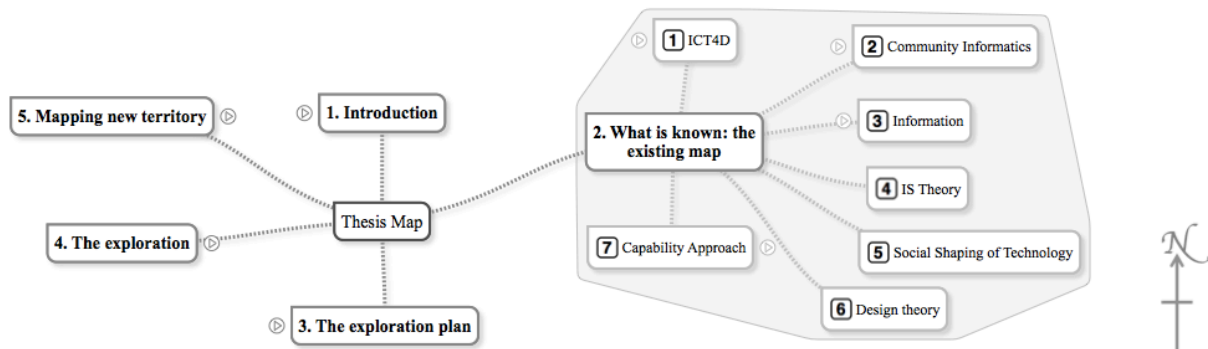 1 ICT4D
2 Community Informatics
5. Mapping new territory
1. Introduction
2. What is known: the
existing map
3 Information
4 IS Theory
Thesis Map
4. The exploration
7 Capability Approach
5 Social Shaping of Technology
6 Design theory
3. The exploration plan
N